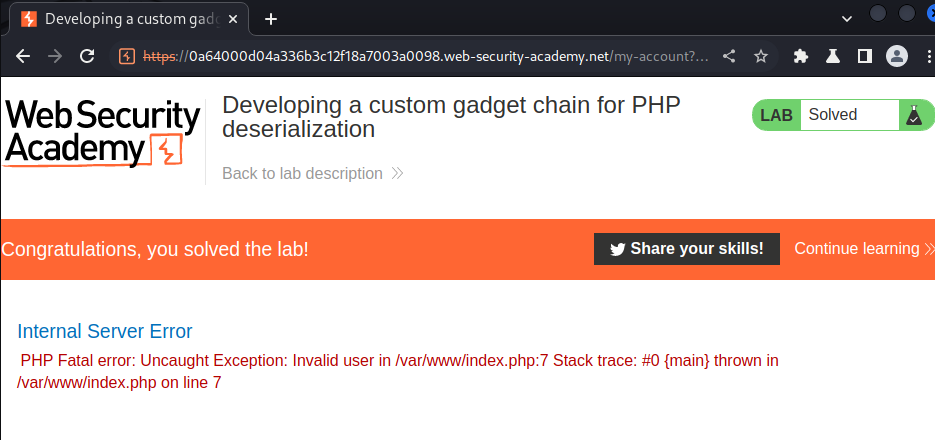 Developing a custom gadg
https://0a64000d04a336b3c12f18a7003a0098.web-security-academy.net/my-account?...
Web Security
Academy
Developing a custom gadget chain for PHP
deserialization
Back to lab description
LAB Solved
Congratulations, you solved the lab!
Share your skills!
Continue learning
Internal Server Error
PHP Fatal error: Uncaught Exception: Invalid user in /var/www/index.php:7 Stack trace: #0 {main} thrown in
/var/www/index.php on line 7